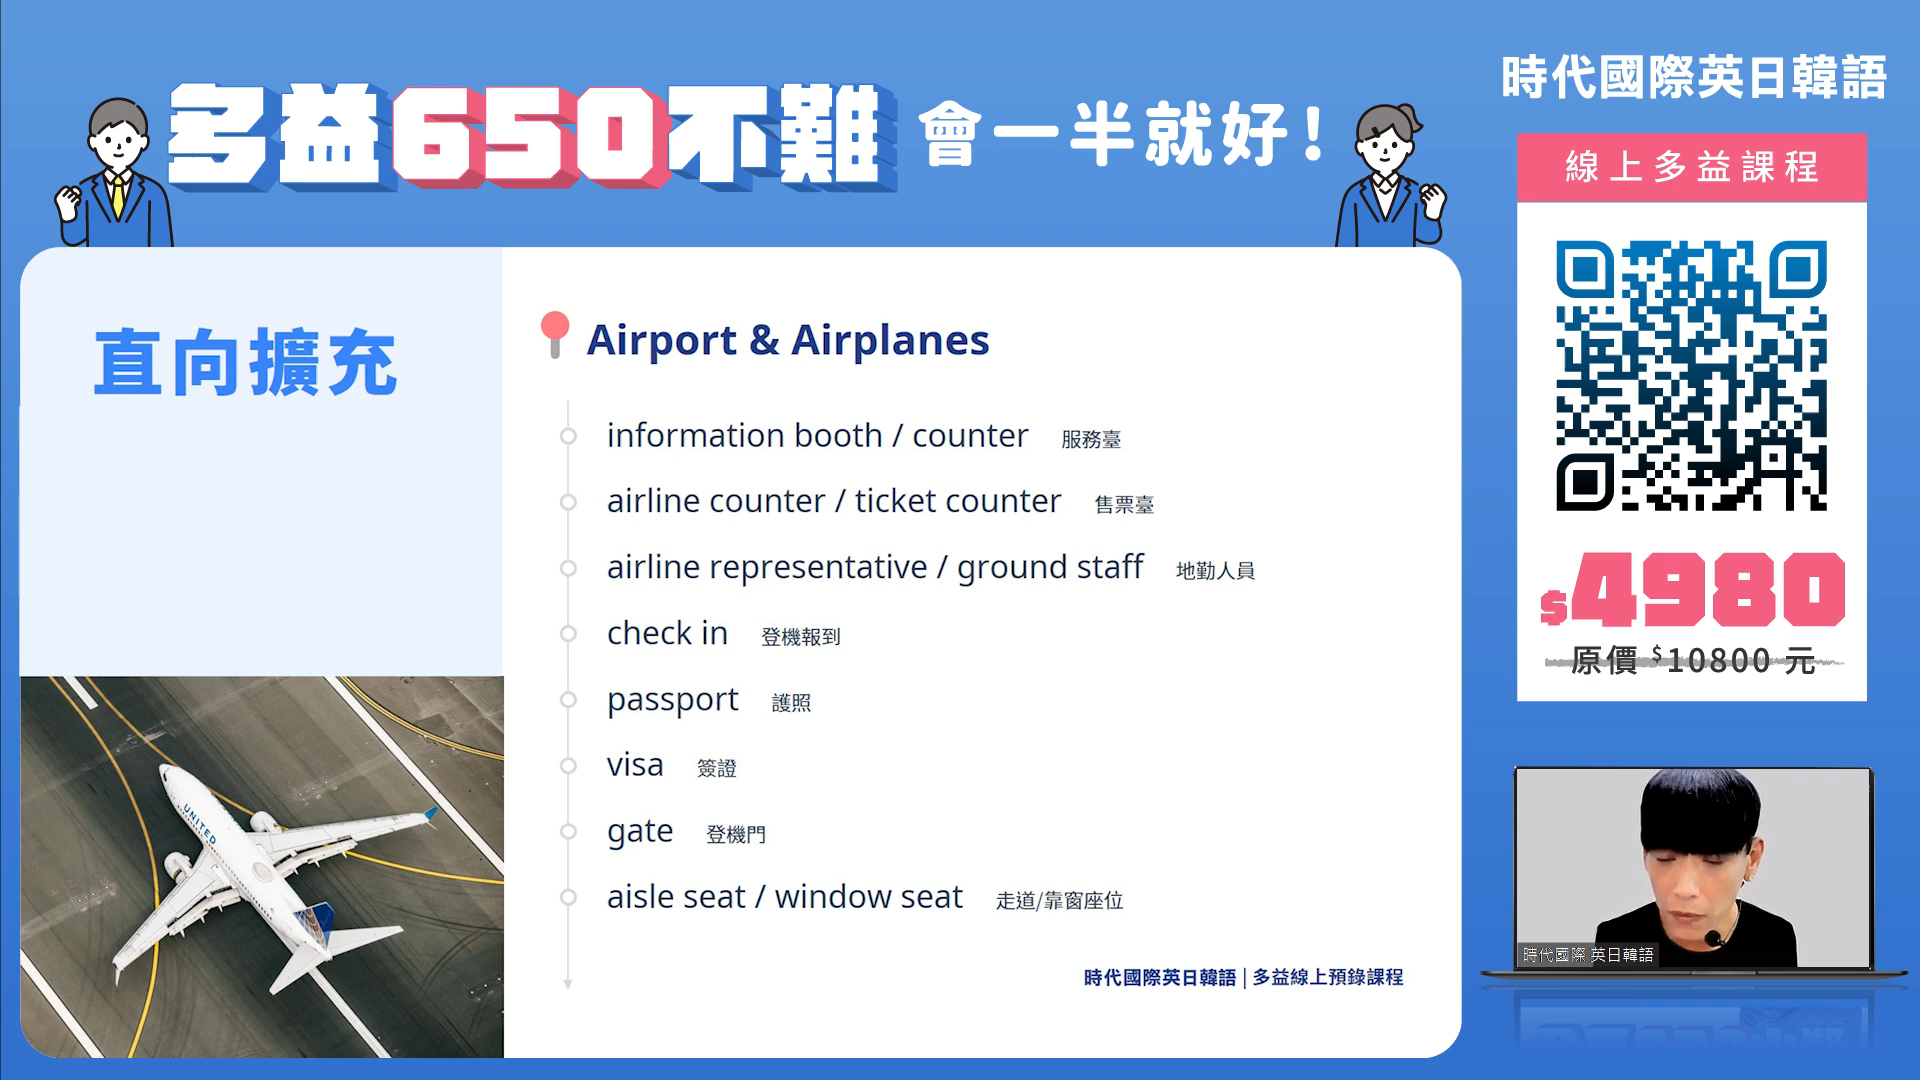 多益650不難 會一半就好!
時代國際英日韓語
線上多益課程
$4980
原價 $10800 元
直向擴充
Airport & Airplanes
information booth / counter 服務臺
airline counter / ticket counter 售票臺
airline representative / ground staff 地勤人員
check in 登機報到
passport 護照
visa 簽證
gate 登機門
aisle seat / window seat 走道/靠窗座位
時代國際英日韓語 | 多益線上預錄課程
UNITED
時代國際 英日韓語